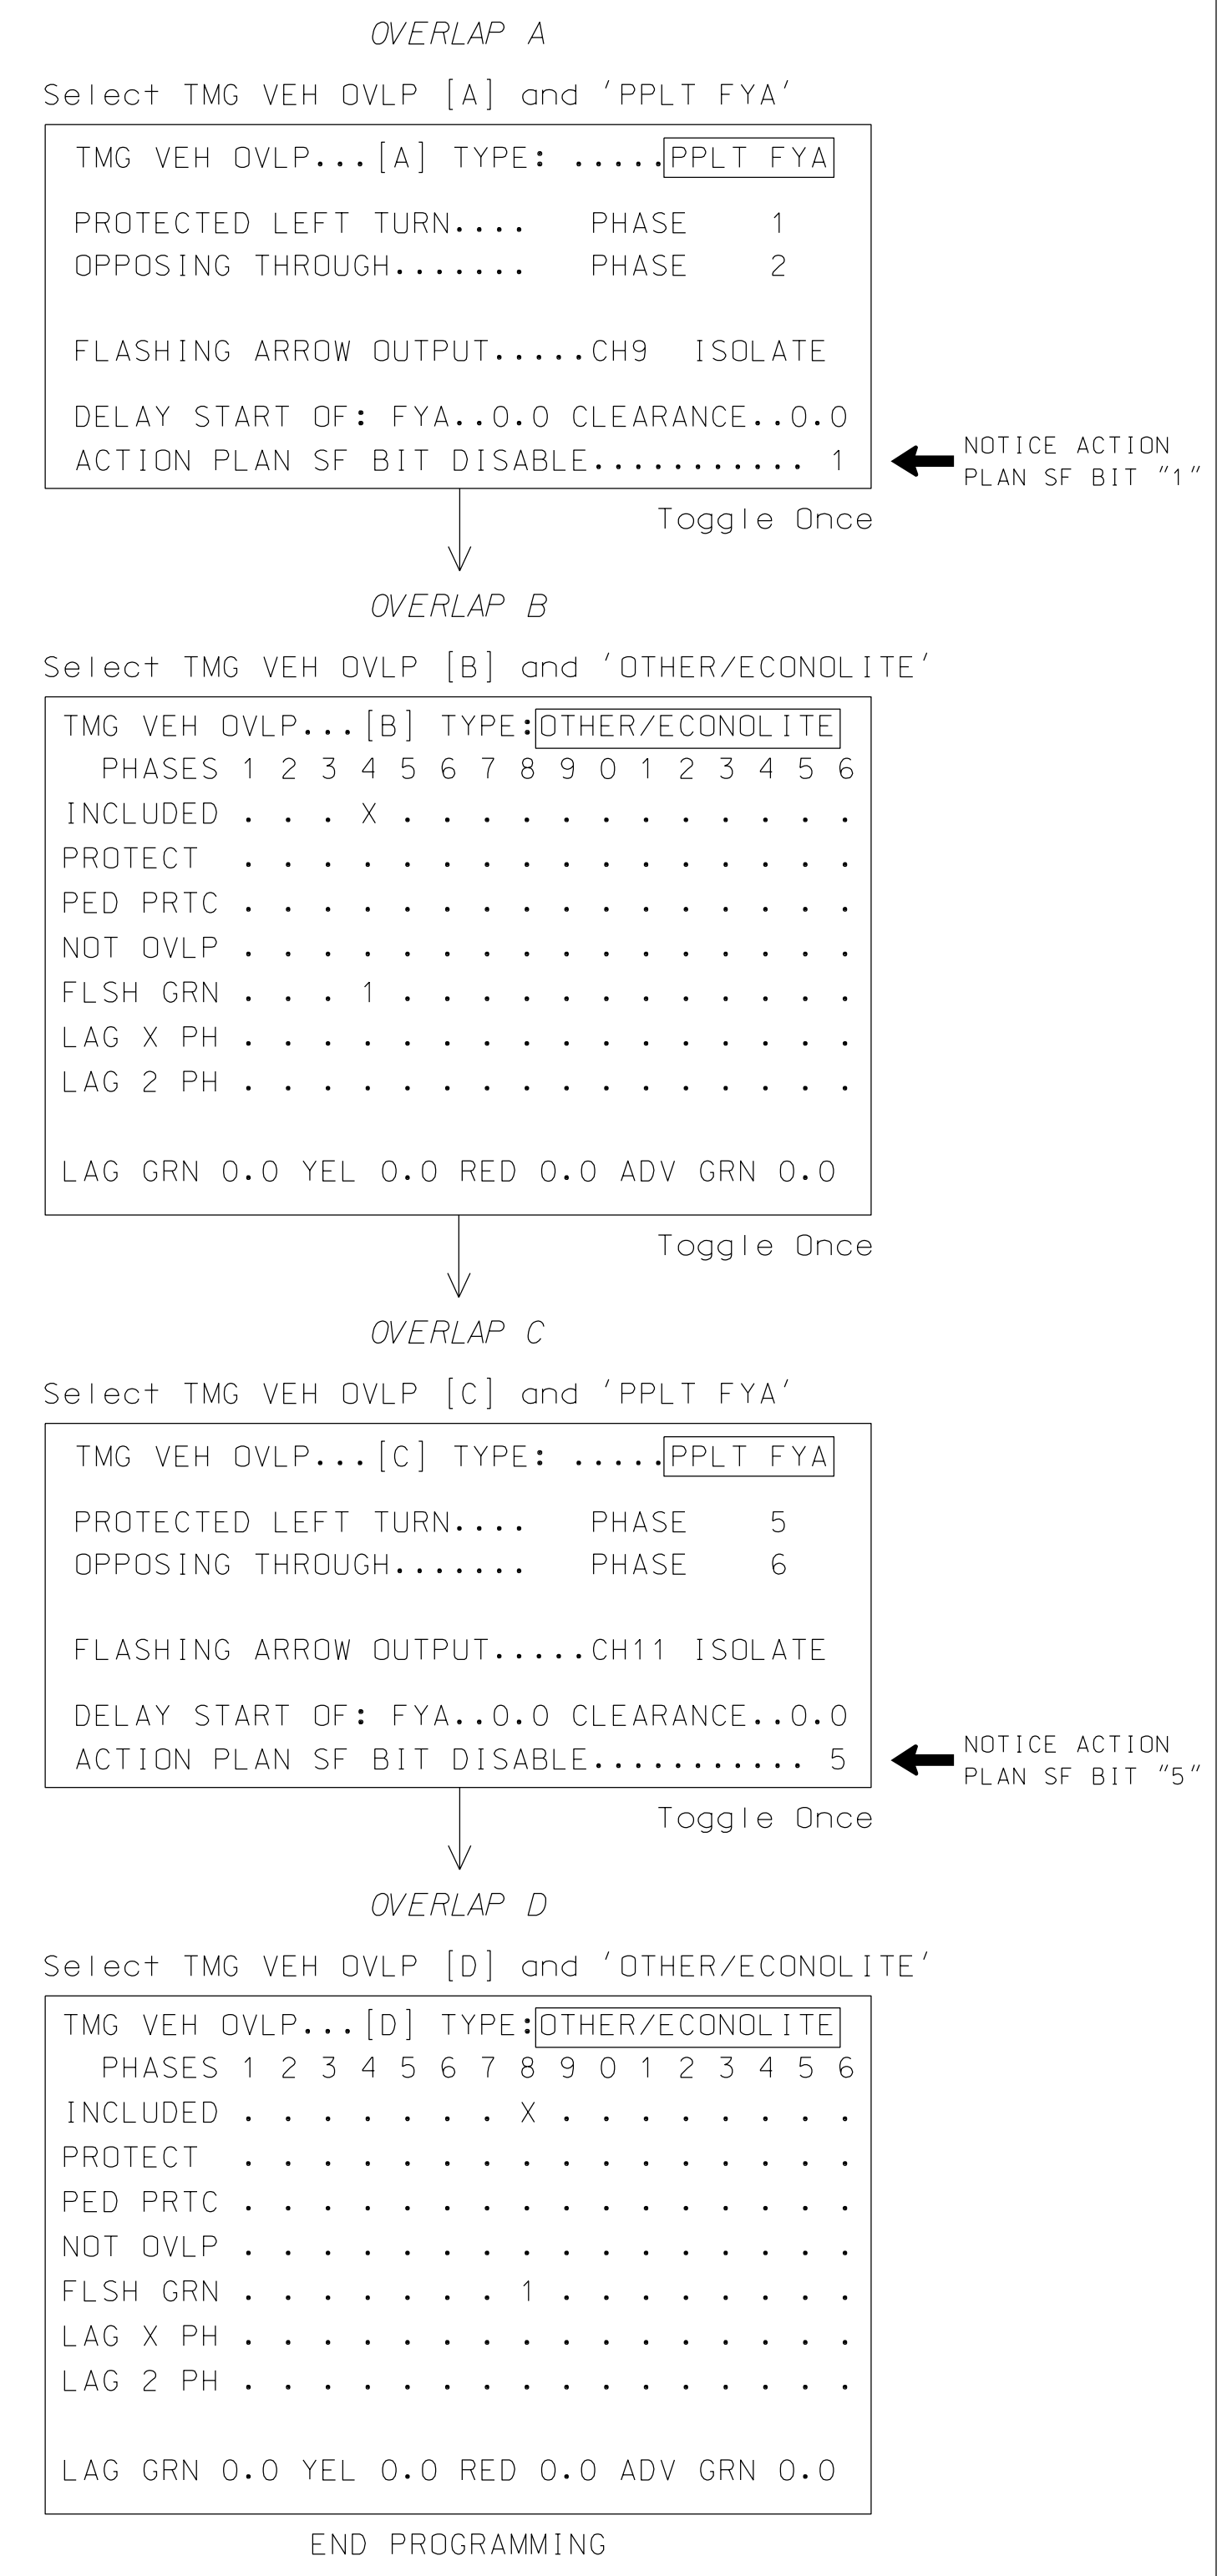 OVERLAP A
Select TMG VEH OVLP [A] and 'PPLT FYA'
TMG VEH OVLP...[A] TYPE: .....PPLT FYA
PROTECTED LEFT TURN.... PHASE 1
OPPOSING THROUGH....... PHASE 2
FLASHING ARROW OUTPUT.....CH9 ISOLATE
DELAY START OF: FYA..0.0 CLEARANCE..0.0
ACTION PLAN SF BIT DISABLE........... 1
NOTICE ACTION
PLAN SF BIT "1"
Toggle Once
OVERLAP B
Select TMG VEH OVLP [B] and 'OTHER/ECONOLITE'
TMG VEH OVLP...[B] TYPE:OTHER/ECONOLITE
PHASES 1 2 3 4 5 6 7 8 9 0 1 2 3 4 5 6
INCLUDED . . . X . . . . . . . . . . . .
PROTECT . . . . . . . . . . . . . . . .
PED PRTC . . . . . . . . . . . . . . . .
NOT OVLP . . . . . . . . . . . . . . . .
FLSH GRN . . . 1 . . . . . . . . . . . .
LAG X PH . . . . . . . . . . . . . . . .
LAG 2 PH . . . . . . . . . . . . . . . .
LAG GRN 0.0 YEL 0.0 RED 0.0 ADV GRN 0.0
Toggle Once
OVERLAP C
Select TMG VEH OVLP [C] and 'PPLT FYA'
TMG VEH OVLP...[C] TYPE: .....PPLT FYA
PROTECTED LEFT TURN.... PHASE 5
OPPOSING THROUGH....... PHASE 6
FLASHING ARROW OUTPUT.....CH11 ISOLATE
DELAY START OF: FYA..0.0 CLEARANCE..0.0
ACTION PLAN SF BIT DISABLE........... 5
NOTICE ACTION
PLAN SF BIT "5"
Toggle Once
OVERLAP D
Select TMG VEH OVLP [D] and 'OTHER/ECONOLITE'
TMG VEH OVLP...[D] TYPE:OTHER/ECONOLITE
PHASES 1 2 3 4 5 6 7 8 9 0 1 2 3 4 5 6
INCLUDED . . . . . . . X . . . . . . . .
PROTECT . . . . . . . . . . . . . . . .
PED PRTC . . . . . . . . . . . . . . . .
NOT OVLP . . . . . . . . . . . . . . . .
FLSH GRN . . . . . . . 1 . . . . . . . .
LAG X PH . . . . . . . . . . . . . . . .
LAG 2 PH . . . . . . . . . . . . . . . .
LAG GRN 0.0 YEL 0.0 RED 0.0 ADV GRN 0.0
END PROGRAMMING